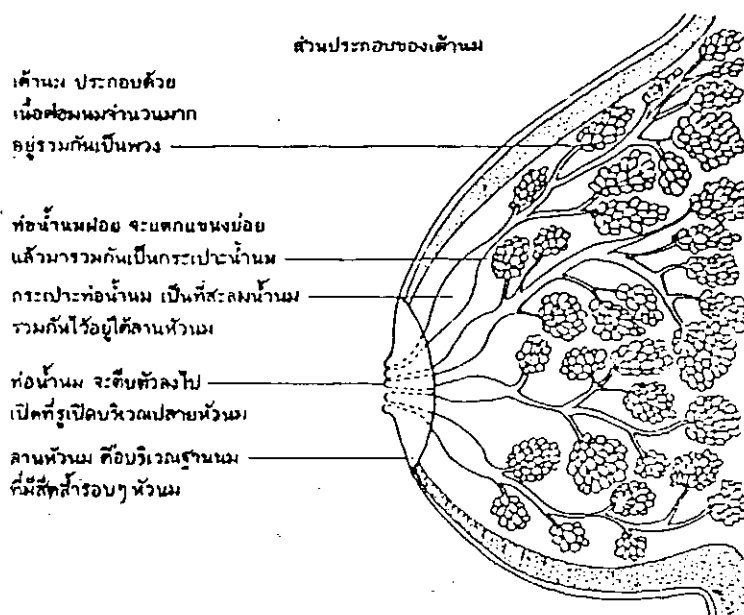 ส่วนประกอบของเต้านม
เต้านม ประกอบด้วย
เนื้อต่อมนมจำนวนมาก
อยู่รวมกันเป็นพวง
ท่อน้ำนมฝอย จะแตกแขนงย่อย
แล้วมารวมกันเป็นกระเปาะน้ำนม
กระเปาะท่อน้ำนม เป็นที่สะสมน้ำนม
รวมกันไว้อยู่ใต้ลานหัวนม
ท่อน้ำนม จะตีบตัวลงไป
เปิดที่รูเปิดบริเวณปลายหัวนม
ลานหัวนม คือบริเวณฐานนม
ที่มีสีคล้ำรอบๆ หัวนม